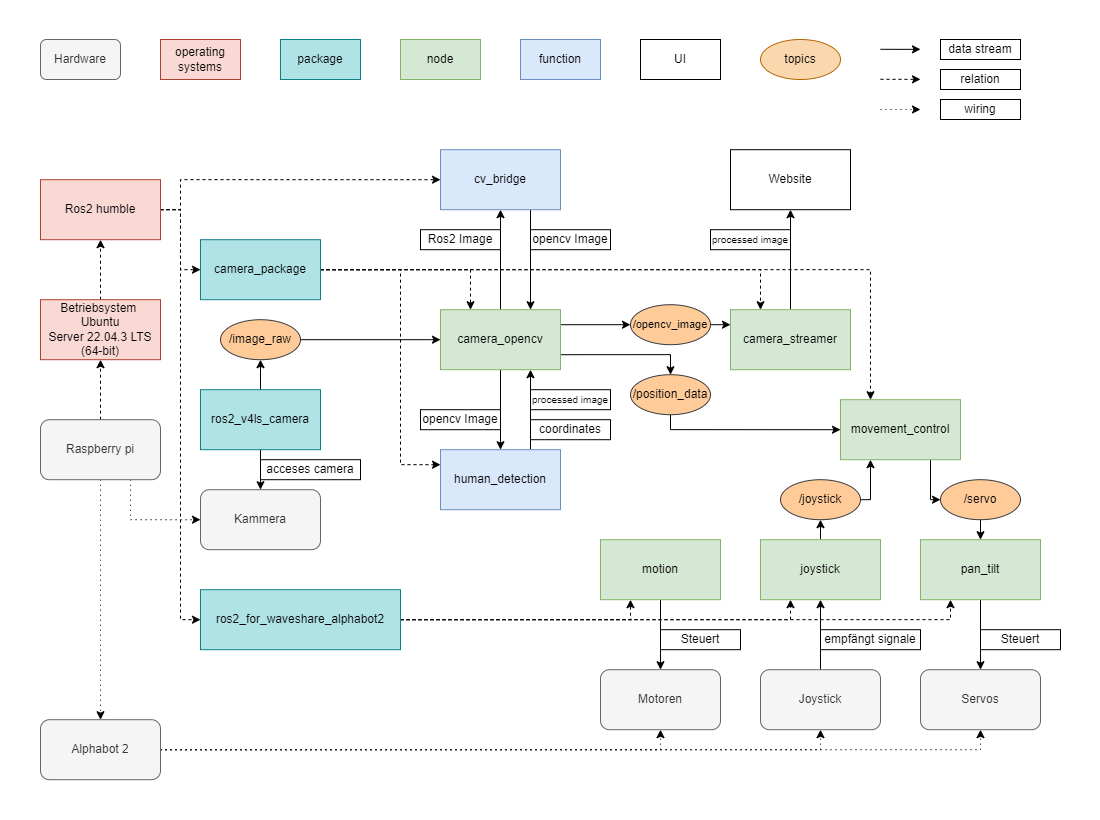 Hardware
operating
systems
package
node
function
UI
topics
data stream
relation
wiring
cv_bridge
Website
Ros2 humble
Ros2 Image
opencv Image
processed image
camera_package
Betriebsystem
Ubuntu
Server 22.04.3 LTS
(64-bit)
/image_raw
camera_opencv
/opencv_image
camera_streamer
/position_data
processed image
ros2_v4ls_camera
opencv Image
coordinates
movement_control
Raspberry pi
acceses camera
human_detection
/joystick
/servo
Kammera
motion
joystick
pan_tilt
ros2_for_waveshare_alphabot2
Steuert
empfängt signale
Steuert
Motoren
Joystick
Servos
Alphabot 2